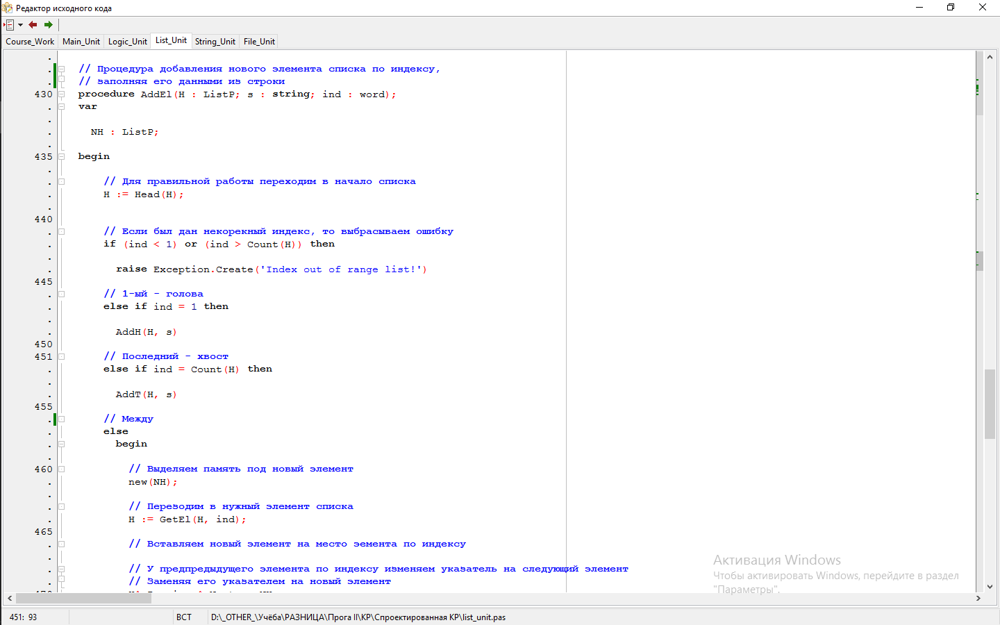 Редактор исходного кода
Course_Work Main_Unit Logic_Unit List_Unit String_Unit File_Unit
// Процедура добавления нового элемента списка по индексу,
// заполняя его данными из строки
430 procedure AddEl(H : ListP; s : string; ind : word);
var
NH : ListP;
435 begin
// Для правильной работы переходим в начало списка
H := Head(H);
440
// Если был дан некорекный индекс, то выбрасываем ошибку
if (ind < 1) or (ind > Count(H)) then
raise Exception.Create('Index out of range list!')
445
// 1-ый - голова
else if ind = 1 then
AddH(H, s)
450
451 // Последний - хвост
else if ind = Count(H) then
AddT(H, s)
455
// Между
else
begin
460 // Выделяем память под новый элемент
new(NH);
// Переводим в нужный элемент списка
H := GetEl(H, ind);
465
// Вставляем новый элемент на место эемента по индексу
// У предпредыдущего элемента по индексу изменяем указатель на следующий элемент
// Заменяя его указателем на новый элемент
Активация Windows
Чтобы активировать Windows, перейдите в раздел
"Параметры".
451: 93 ВСТ D:\_OTHER_\Учёба\РАЗНИЦА\Прога II\КР\Спроектированная КР\list_unit.pas